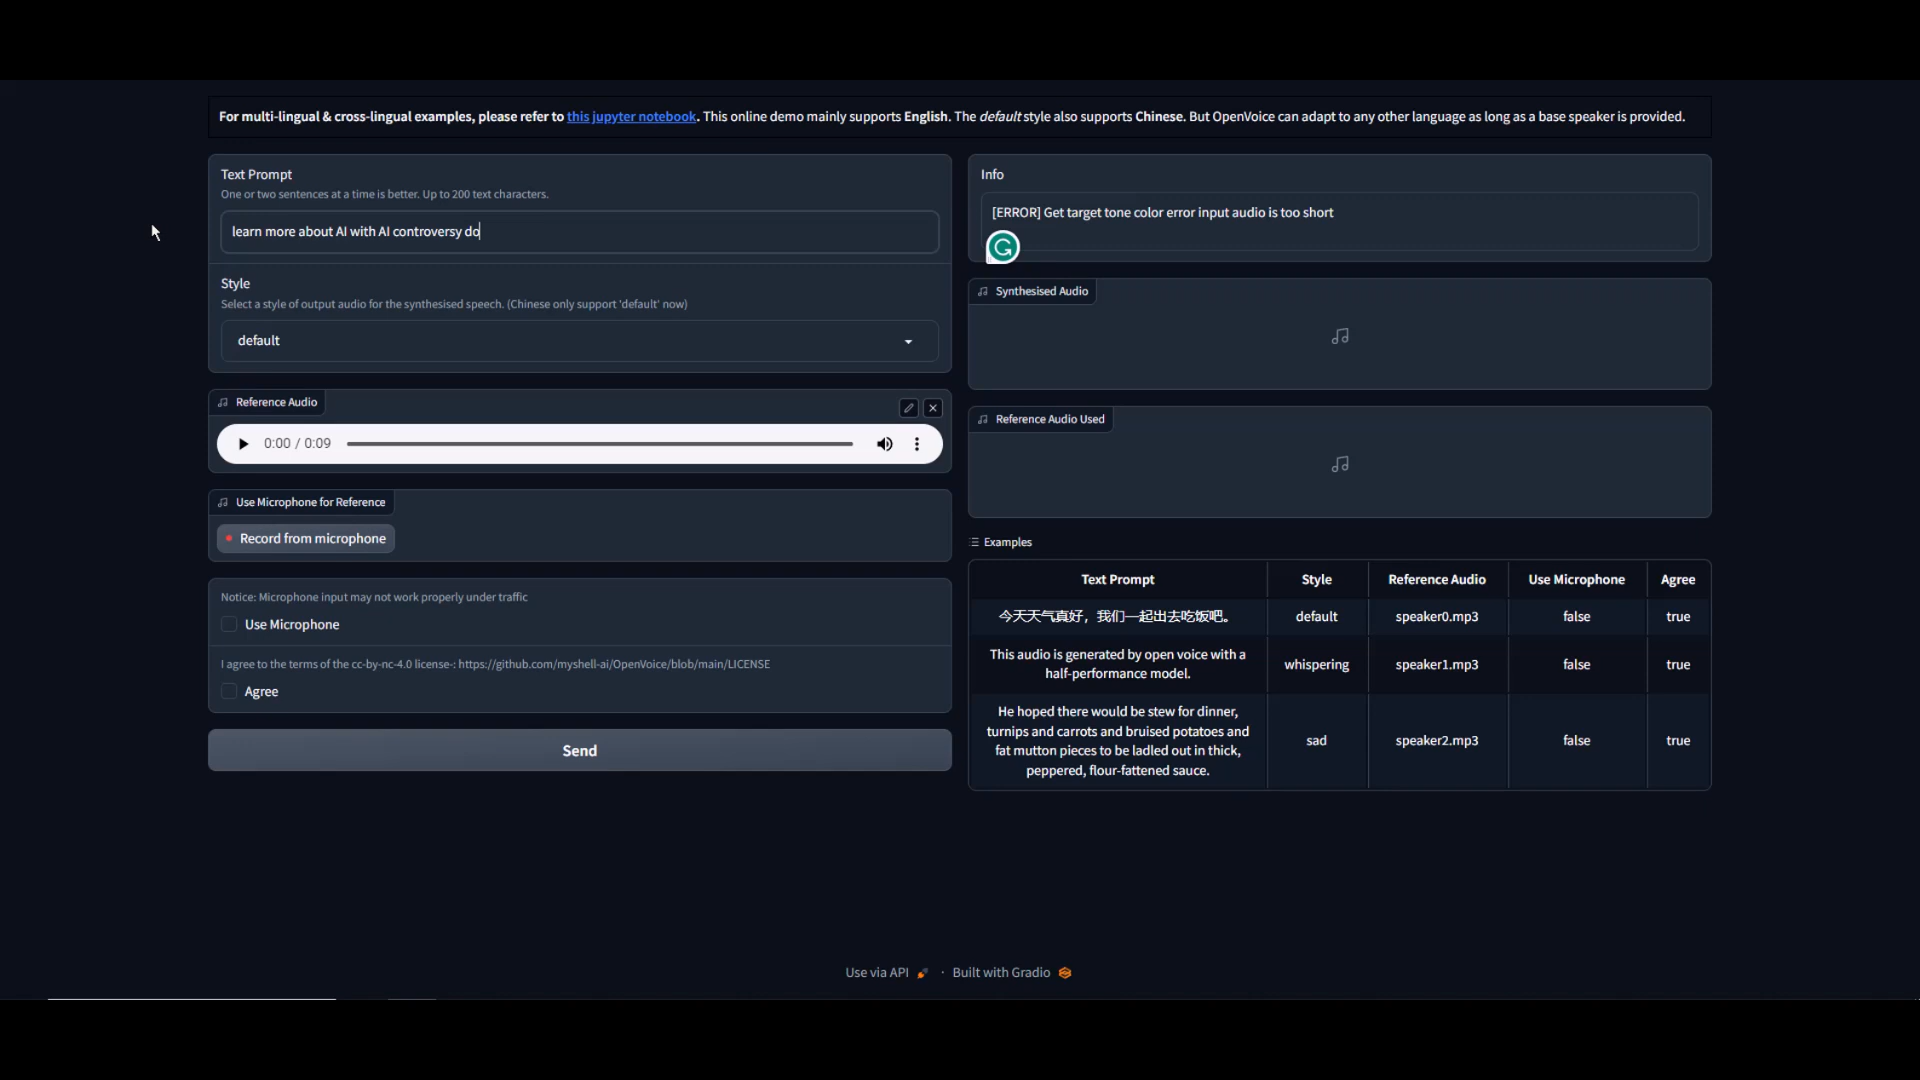 For multi-lingual & cross-lingual examples, please refer to this jupyter notebook. This online demo mainly supports English. The default style also supports Chinese. But OpenVoice can adapt to any other language as long as a base speaker is provided.
Text Prompt
One or two sentences at a time is better. Up to 200 text characters.
learn more about AI with AI controversy do
Style
Select a style of output audio for the synthesised speech. (Chinese only support 'default' now)
default
Reference Audio
0:00 / 0:09
Use Microphone for Reference
Record from microphone
Notice: Microphone input may not work properly under traffic
Use Microphone
I agree to the terms of the cc-by-nc-4.0 license-: https://github.com/myshell-ai/OpenVoice/blob/main/LICENSE
Agree
Send
Info
[ERROR] Get target tone color error input audio is too short
Synthesised Audio
Reference Audio Used
Examples
Text Prompt Style Reference Audio Use Microphone Agree
今天天气真好，我们一起出去吃饭吧。 default speaker0.mp3 false true
This audio is generated by open voice with a
half-performance model.
whispering speaker1.mp3 false true
He hoped there would be stew for dinner,
turnips and carrots and bruised potatoes and
fat mutton pieces to be ladled out in thick,
peppered, flour-fattened sauce.
sad speaker2.mp3 false true
Use via API · Built with Gradio